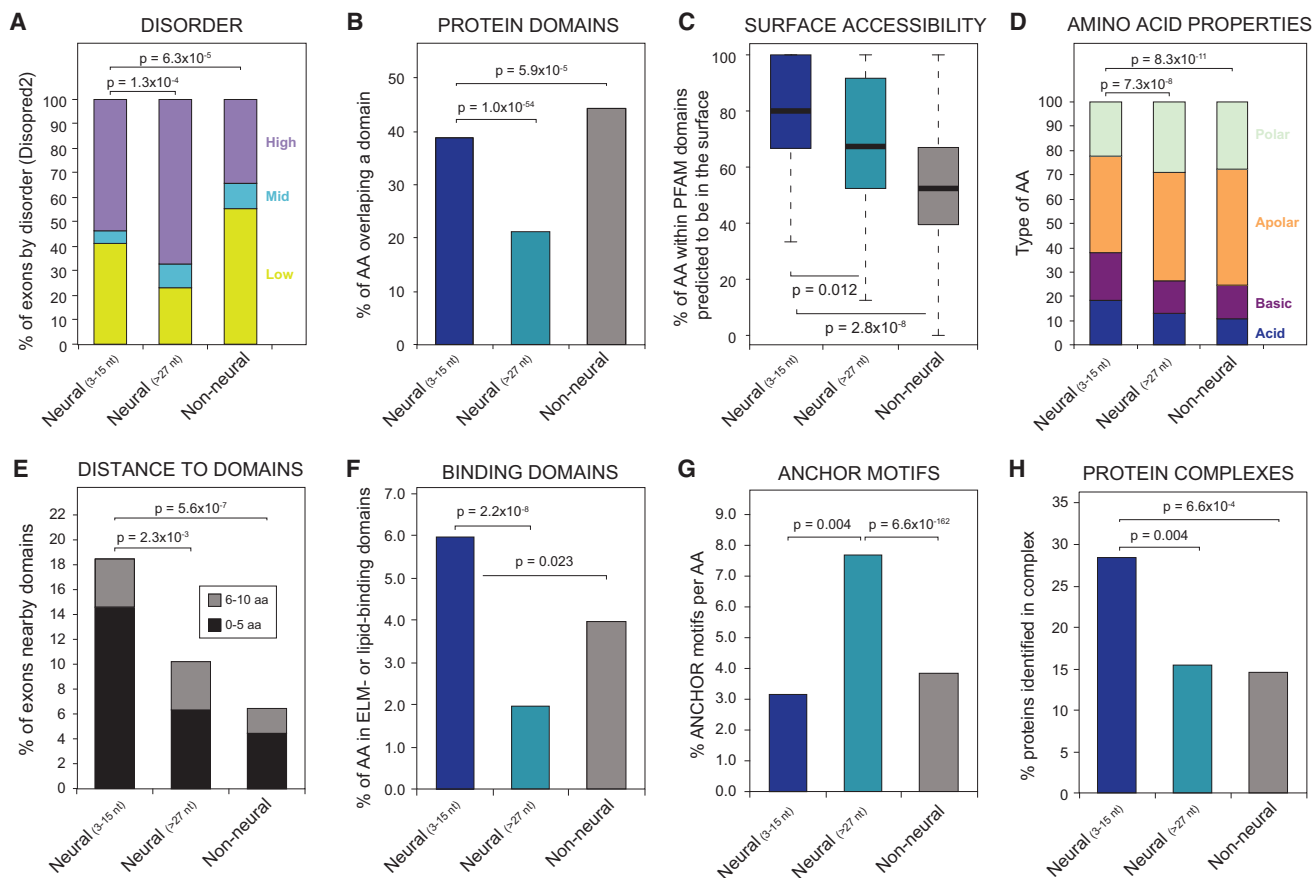 A DISORDER
% of exons by disorder (Disopred2)
p = 6.3x10-5
p = 1.3x10-4
100
90
80
70
60
50
40
30
20
10
0
High
Mid
Low
Neural (3-15 nt)
Neural (>27 nt)
Non-neural
B PROTEIN DOMAINS
% of AA overlaping a domain
50
40
30
20
10
0
p = 5.9x10-5
p = 1.0x10-54
Neural (3-15 nt)
Neural (>27 nt)
Non-neural
C SURFACE ACCESSIBILITY
% of AA within PFAM domains
predicted to be in the surface
100
80
60
40
20
0
p = 0.012
p = 2.8x10-8
Neural (3-15 nt)
Neural (>27 nt)
Non-neural
D AMINO ACID PROPERTIES
Type of AA
p = 8.3x10-11
p = 7.3x10-8
100
90
80
70
60
50
40
30
20
10
0
Polar
Apolar
Basic
Acid
Neural (3-15 nt)
Neural (>27 nt)
Non-neural
E DISTANCE TO DOMAINS
% of exons nearby domains
22
20
18
16
14
12
10
8
6
4
2
0
p = 5.6x10-7
p = 2.3x10-3
6-10 aa
0-5 aa
Neural (3-15 nt)
Neural (>27 nt)
Non-neural
F BINDING DOMAINS
% of AA in ELM- or lipid-binding domains
7.0
6.0
5.0
4.0
3.0
2.0
1.0
0.0
p = 2.2x10-8
p = 0.023
Neural (3-15 nt)
Neural (>27 nt)
Non-neural
G ANCHOR MOTIFS
% ANCHOR motifs per AA
9.0
8.0
7.0
6.0
5.0
4.0
3.0
2.0
1.0
0.0
p = 0.004
p = 6.6x10-162
Neural (3-15 nt)
Neural (>27 nt)
Non-neural
H PROTEIN COMPLEXES
% proteins identified in complex
35
30
25
20
15
10
5
0
p = 6.6x10-4
p = 0.004
Neural (3-15 nt)
Neural (>27 nt)
Non-neural